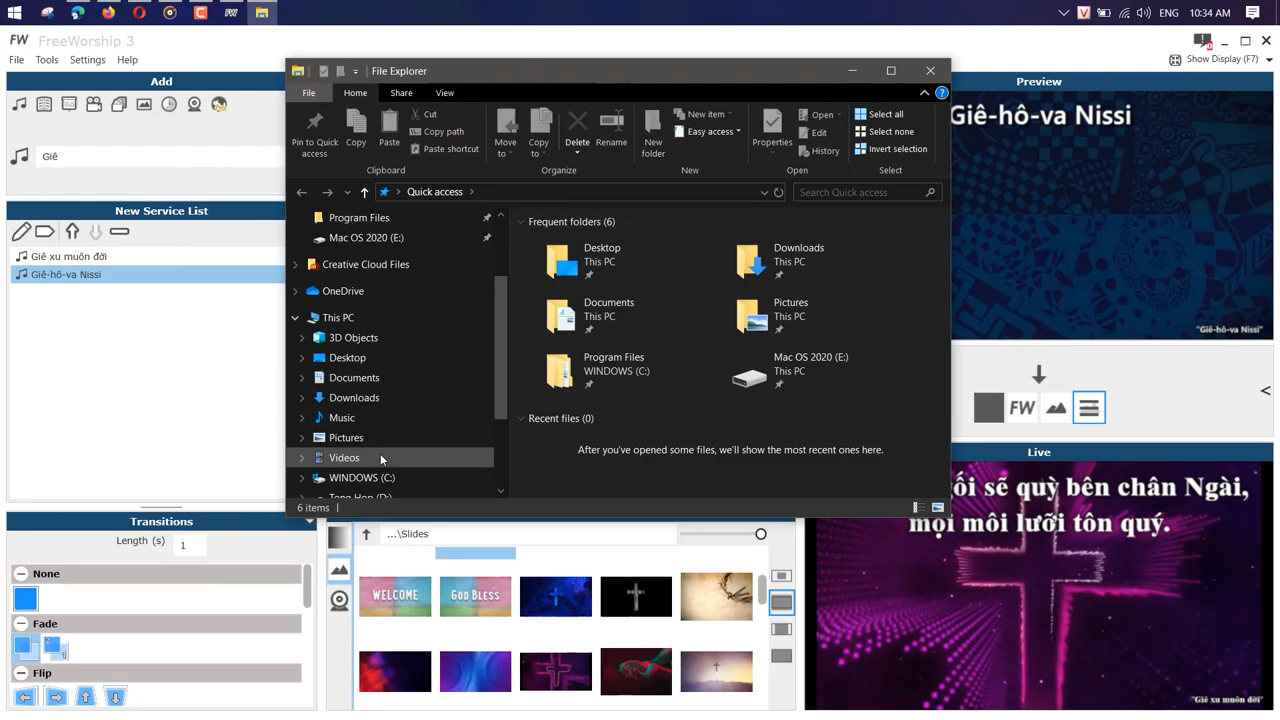 ENG
10:34 AM
FW FreeWorship 3
File Tools Settings Help
Show Display (F7)
Add
Giê
New Service List
Giê xu muôn đời
Giê-hô-va Nissi
File Explorer
File Home Share View
Pin to Quick access
Copy
Paste
Cut
Copy path
Paste shortcut
Clipboard
Move to
Copy to
Delete
Rename
Organize
New folder
New item
Easy access
New
Properties
Open
Edit
History
Open
Select all
Select none
Invert selection
Select
Quick access
Search Quick access
Program Files
Mac OS 2020 (E:)
Creative Cloud Files
OneDrive
This PC
3D Objects
Desktop
Documents
Downloads
Music
Pictures
Videos
WINDOWS (C:)
Tong Hop (D:)
Frequent folders (6)
Desktop
This PC
Downloads
This PC
Documents
This PC
Pictures
This PC
Program Files
WINDOWS (C:)
Mac OS 2020 (E:)
This PC
Recent files (0)
After you've opened some files, we'll show the most recent ones here.
6 items
Preview
Giê-hô-va Nissi
"Giê-hô-va Nissi"
FW
<
Live
sẽ quỳ bên chân Ngài,
mọi môi lưỡi tôn quý.
"Giê xu muôn đời"
Transitions
Length (s) 1
None
Fade
Flip
...\Slides
WELCOME
GOD BLESS